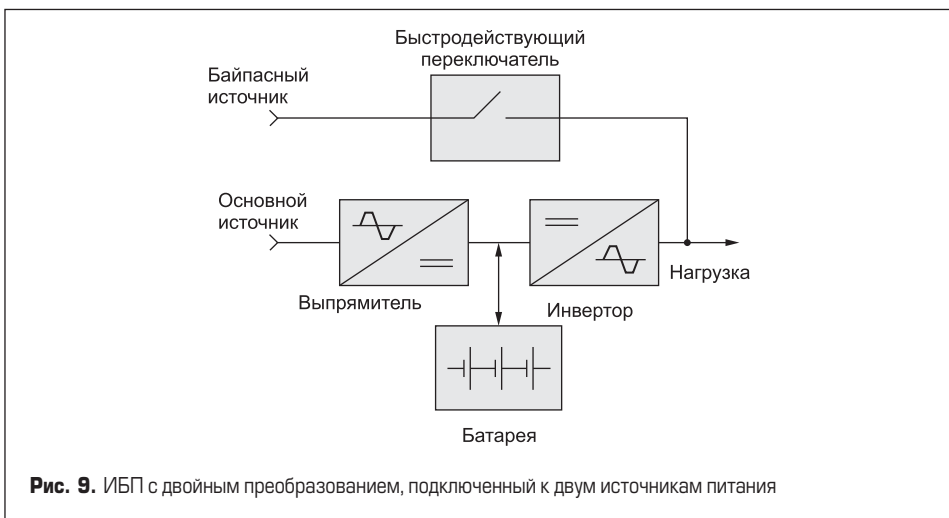 Быстродействующий
переключатель
Байпасный
источник
Основной
источник
Нагрузка
Выпрямитель
Инвертор
Батарея
Рис. 9. ИБП с двойным преобразованием, подключенный к двум источникам питания